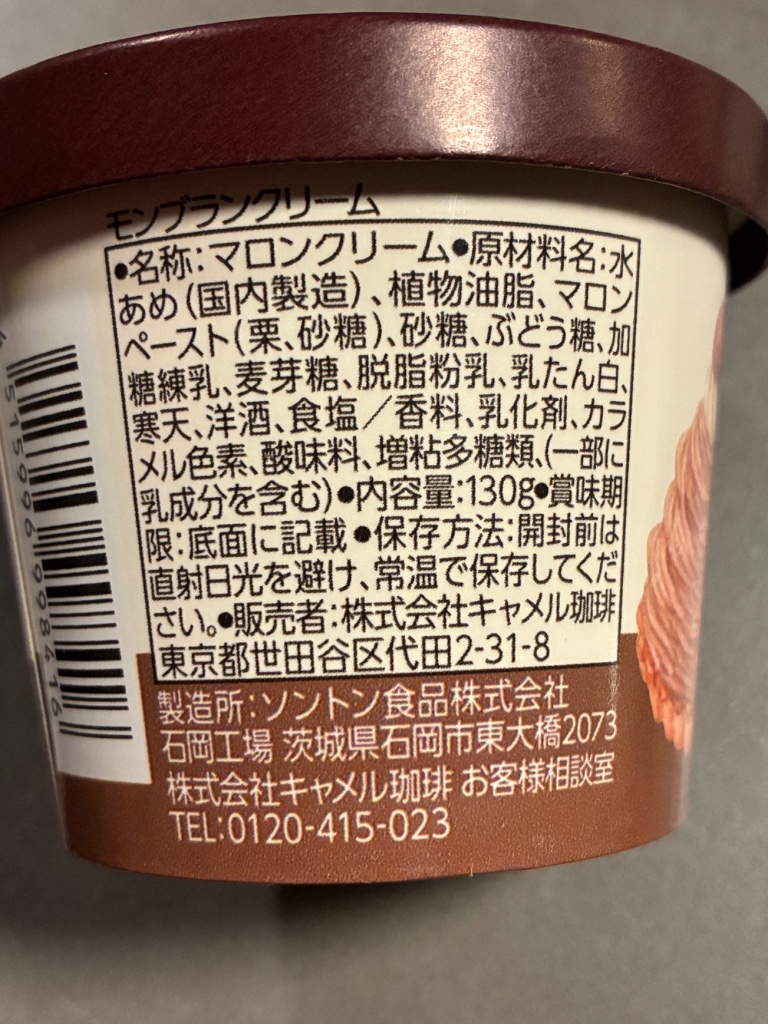 モンブランクリーム
●名称:マロンクリーム●原材料名:水
あめ(国内製造)、植物油脂、マロン
ペースト(栗、砂糖)、砂糖、ぶどう糖、加
糖練乳、麦芽糖、脱脂粉乳、乳たん白、
寒天、洋酒、食塩/香料、乳化剤、カラ
メル色素、酸味料、増粘多糖類、(一部に
乳成分を含む)●内容量:130g●賞味期
限:底面に記載●保存方法:開封前は
直射日光を避け、常温で保存してくだ
さい。●販売者:株式会社キャメル珈琲
東京都世田谷区代田2-31-8
製造所:ソントン食品株式会社
石岡工場 茨城県石岡市東大橋2073
株式会社キャメル珈琲 お客様相談室
TEL:0120-415-023